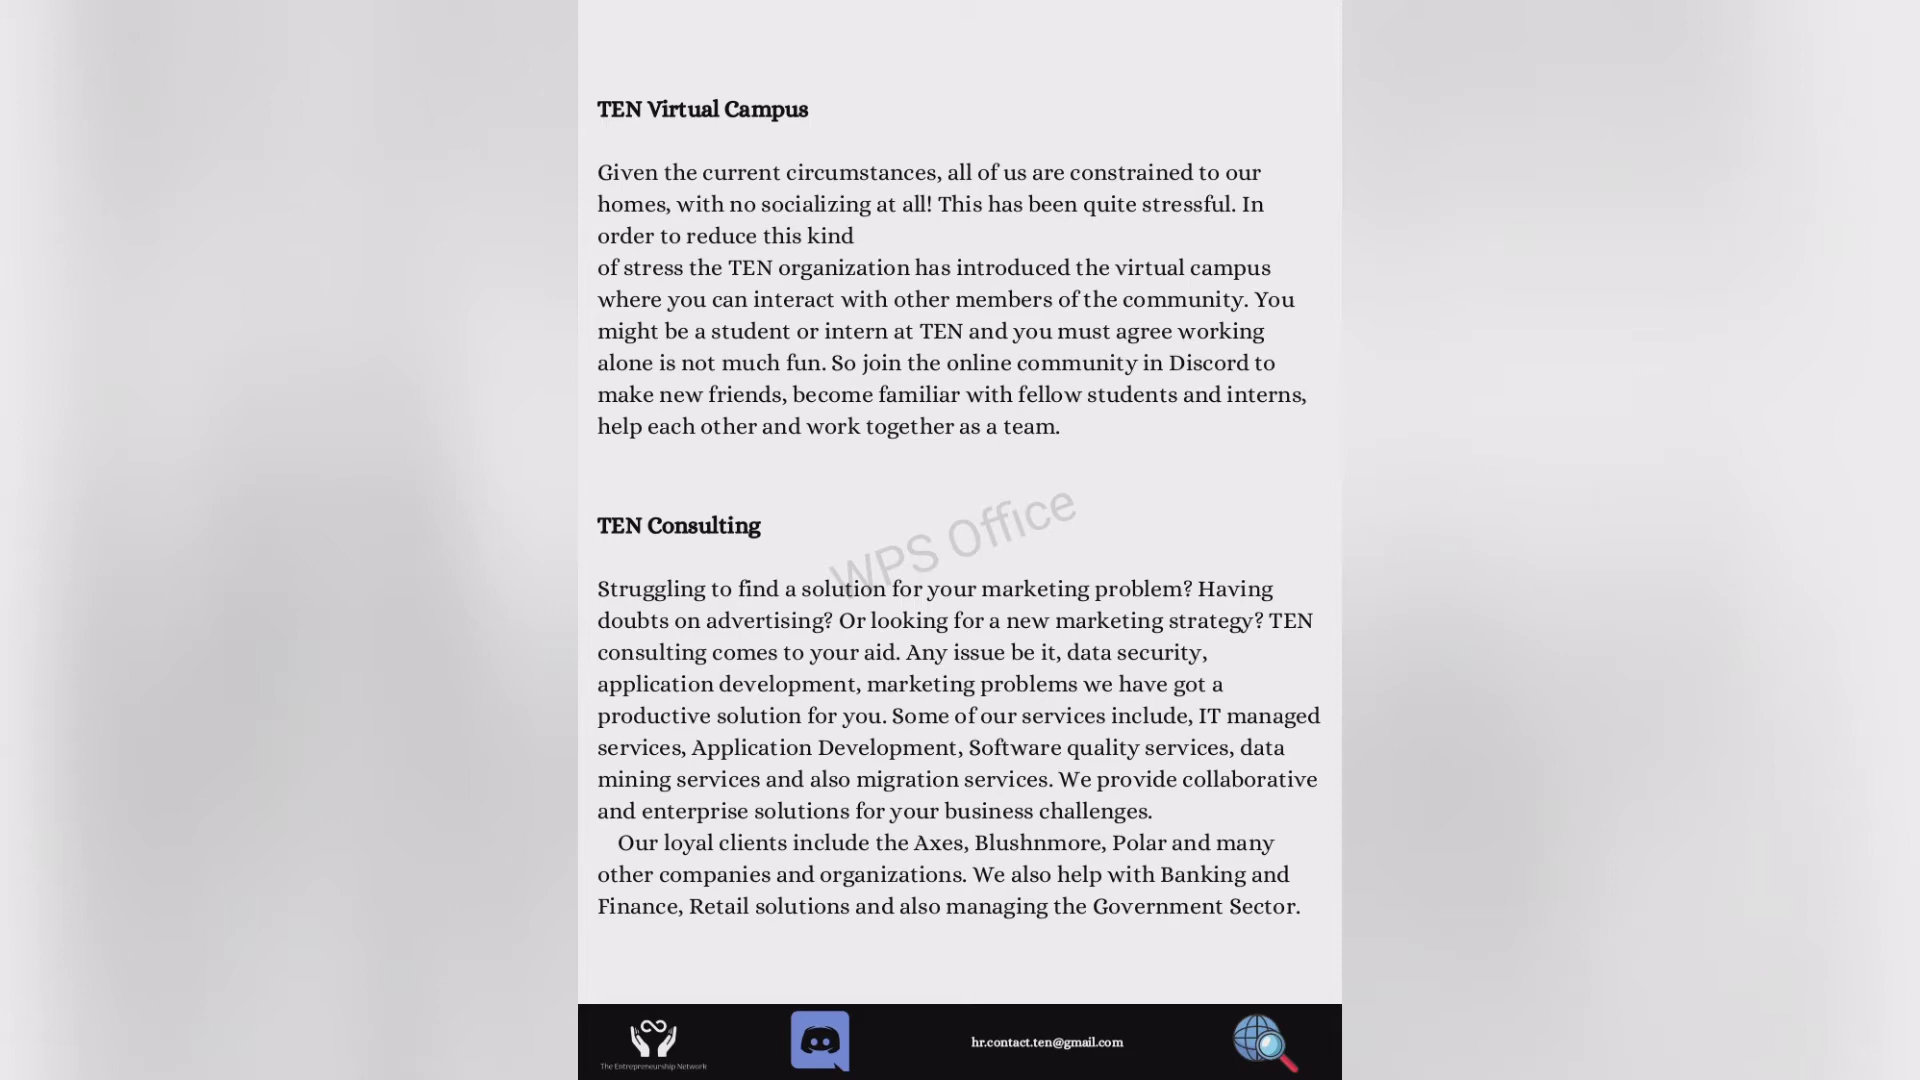 TEN Virtual Campus
Given the current circumstances, all of us are constrained to our
homes, with no socializing at all! This has been quite stressful. In
order to reduce this kind
of stress the TEN organization has introduced the virtual campus
where you can interact with other members of the community. You
might be a student or intern at TEN and you must agree working
alone is not much fun. So join the online community in Discord to
make new friends, become familiar with fellow students and interns,
help each other and work together as a team.
WPS Office
TEN Consulting
Struggling to find a solution for your marketing problem? Having
doubts on advertising? Or looking for a new marketing strategy? TEN
consulting comes to your aid. Any issue be it, data security,
application development, marketing problems we have got a
productive solution for you. Some of our services include, IT managed
services, Application Development, Software quality services, data
mining services and also migration services. We provide collaborative
and enterprise solutions for your business challenges.
Our loyal clients include the Axes, Blushnmore, Polar and many
other companies and organizations. We also help with Banking and
Finance, Retail solutions and also managing the Government Sector.
The Entrepreneurship Network
hr.contact.ten@gmail.com